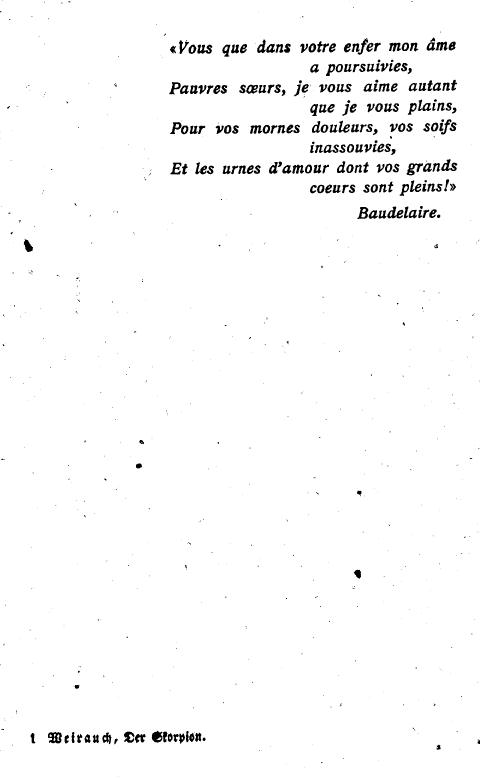 «Vous que dans votre enfer mon âme
a poursuivies,
Pauvres sœurs, je vous aime autant
que je vous plains,
Pour vos mornes douleurs, vos soifs
inassouvies,
Et les urnes d'amour dont vos grands
coeurs sont pleins!»
Baudelaire.
1 Weirauch, Der Skorpion.